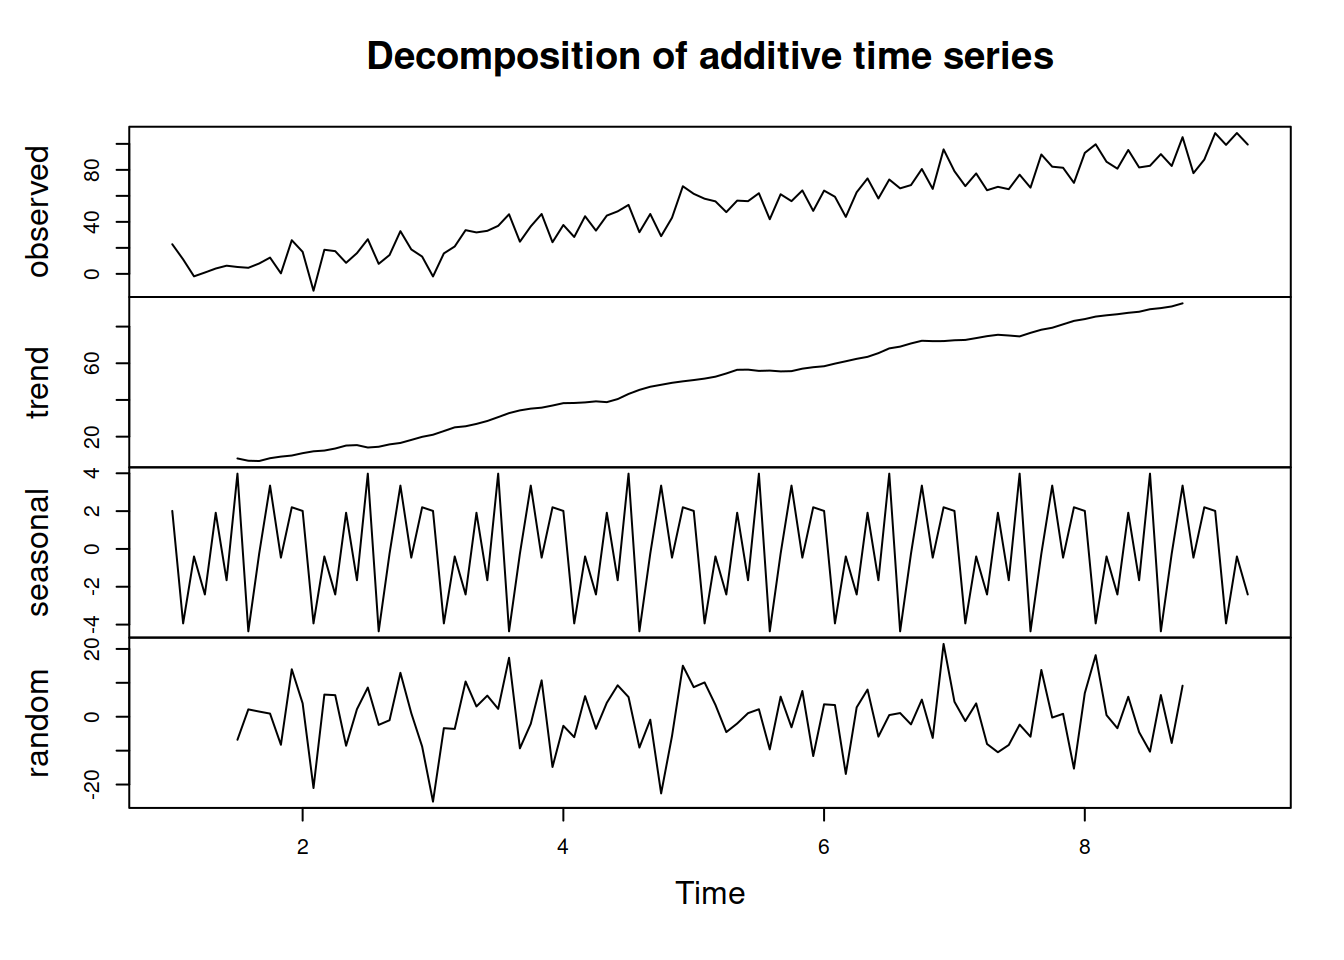 Decomposition of additive time series
observed
0 40 80
trend
20 60
seasonal
-4 -2 0 2 4
random
-20 0 20
2 4 6 8
Time